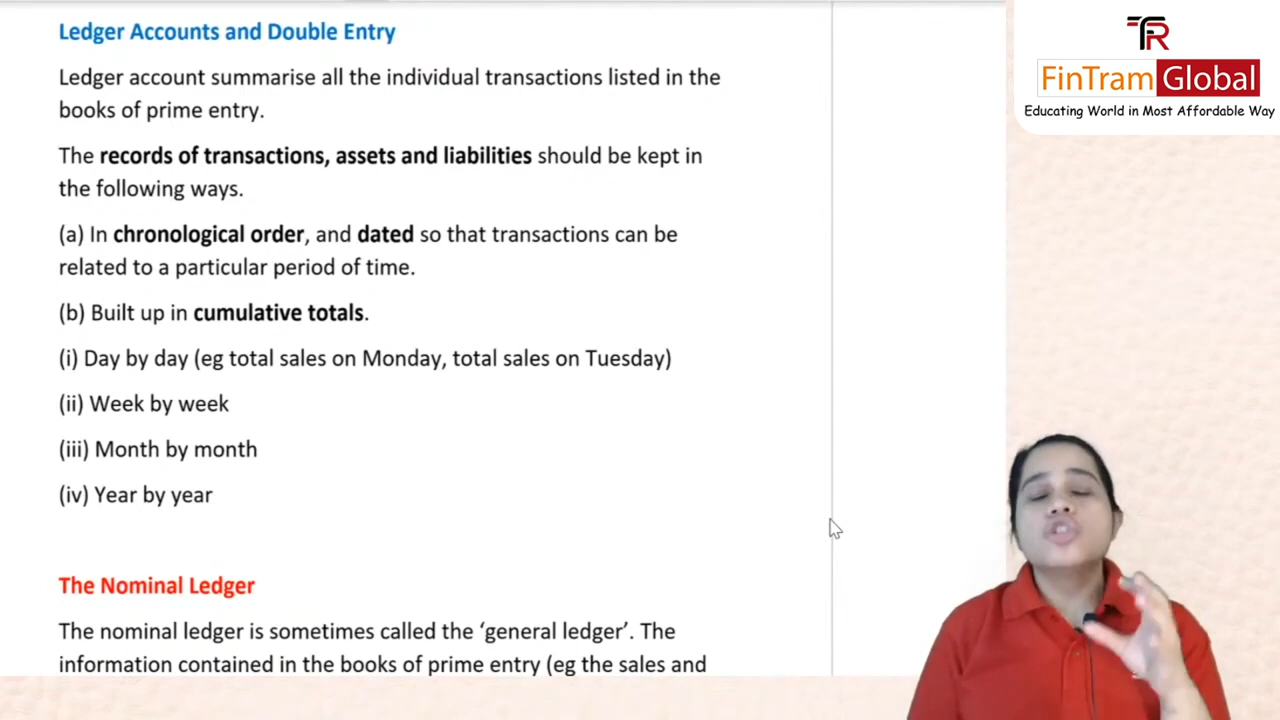 Ledger Accounts and Double Entry
Ledger account summarise all the individual transactions listed in the
books of prime entry.
The records of transactions, assets and liabilities should be kept in
the following ways.
(a) In chronological order, and dated so that transactions can be
related to a particular period of time.
(b) Built up in cumulative totals.
(i) Day by day (eg total sales on Monday, total sales on Tuesday)
(ii) Week by week
(iii) Month by month
(iv) Year by year
The Nominal Ledger
The nominal ledger is sometimes called the ‘general ledger’. The
information contained in the books of prime entry (eg the sales and
TR
FinTram Global
Educating World in Most Affordable Way